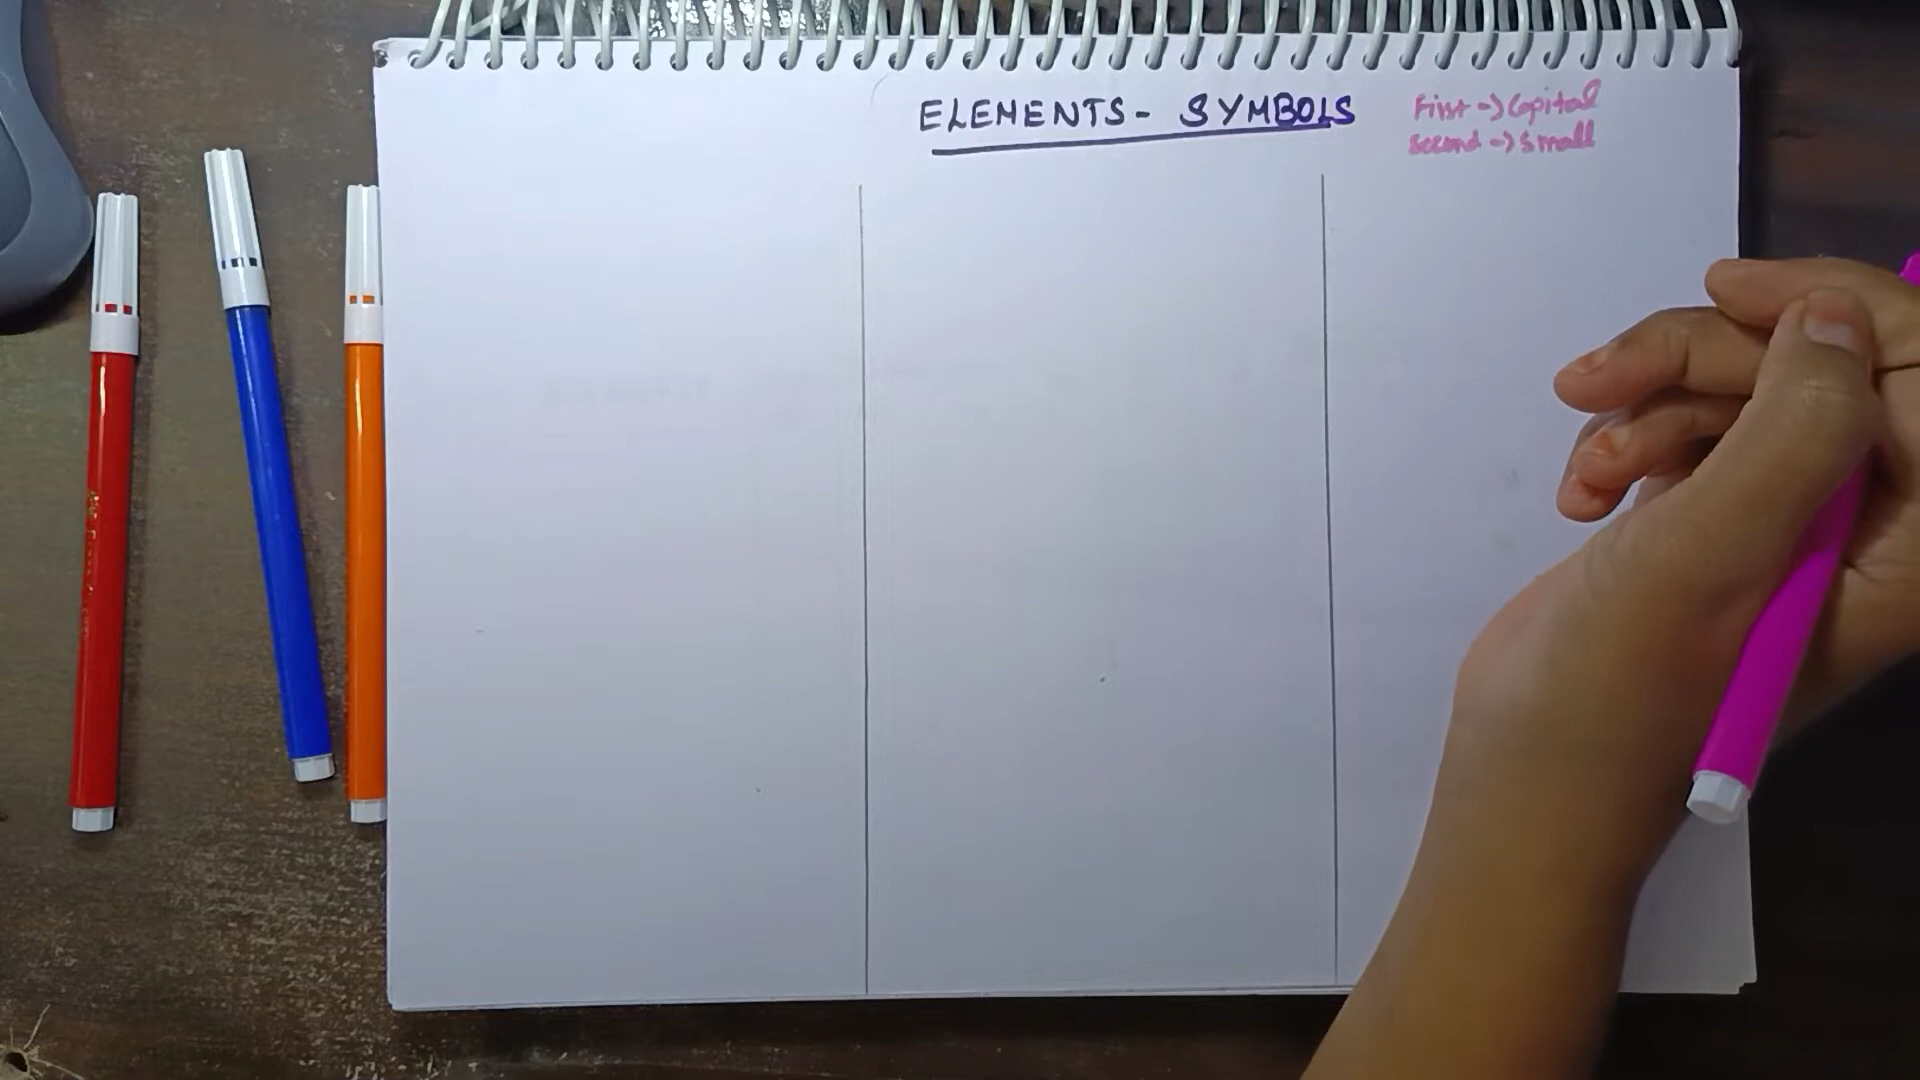 ELEMENTS- SYMBOLS
First -> Capital
Second -> Small